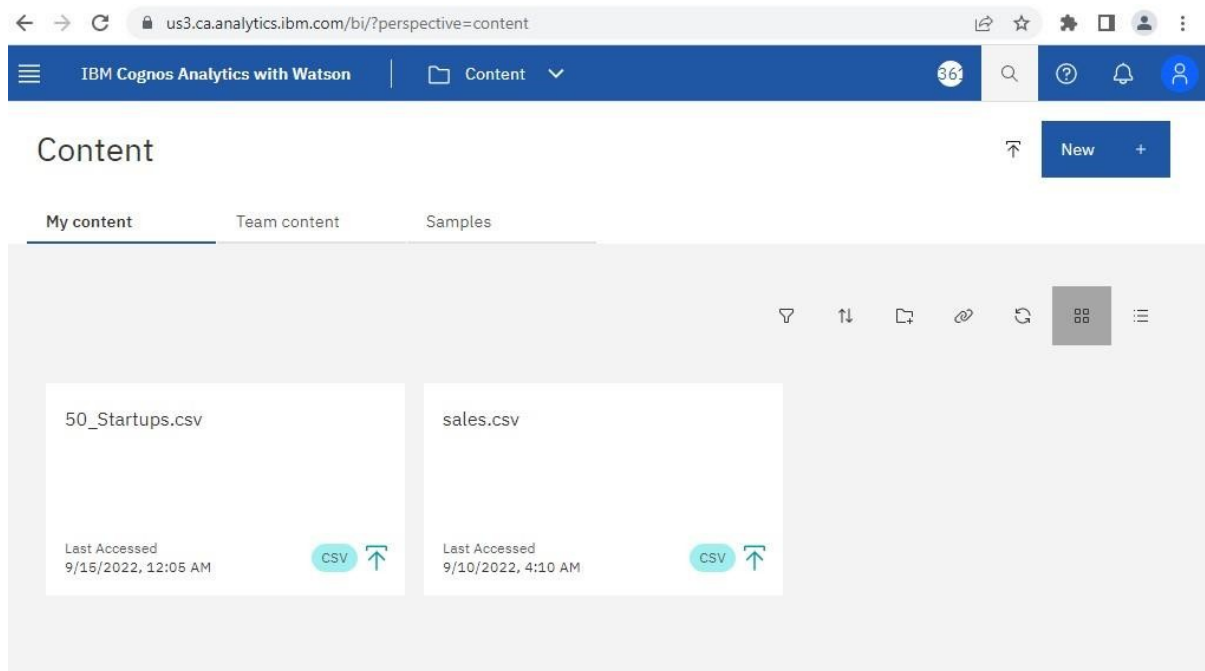 us3.ca.analytics.ibm.com/bi/?perspective=content
IBM Cognos Analytics with Watson
Content
361
Content
New +
My content
Team content
Samples
50_Startups.csv
Last Accessed
9/15/2022, 12:05 AM
CSV
sales.csv
Last Accessed
9/10/2022, 4:10 AM
CSV